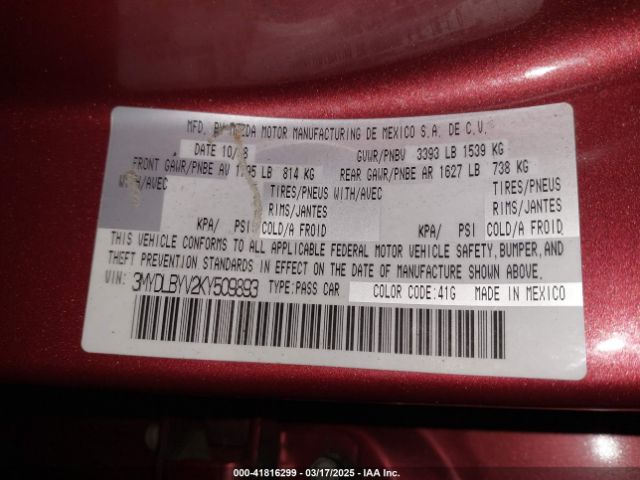 MFD. BY MAZDA MOTOR MANUFACTURING DE MEXICO S.A. DE C.V.
DATE GVWR/PNBV 3393 LB 1539 KG
FRONT GAWR/PNBE AV LB 814 KG REAR GAWR/PNBE AR 1627 LB 738 KG
WITH/AVEC TIRES/PNEUS WITH/AVEC TIRES/PNEUS
RIMS/JANTES RIMS/JANTES
KPA/ PSI COLD/A FROID KPA/ PSI COLD/A FROID
THIS VEHICLE CONFORMS TO ALL APPLICABLE FEDERAL MOTOR VEHICLE SAFETY, BUMPER, AND
THEFT PREVENTION STANDARDS IN EFFECT ON THE DATE OF MANUFACTURE SHOWN ABOVE.
VIN: 3MYDLBYV2KY509893 TYPE:PASS CAR COLOR CODE:41G MADE IN MEXICO
000-41816299 - 03/17/2025 - IAA Inc.